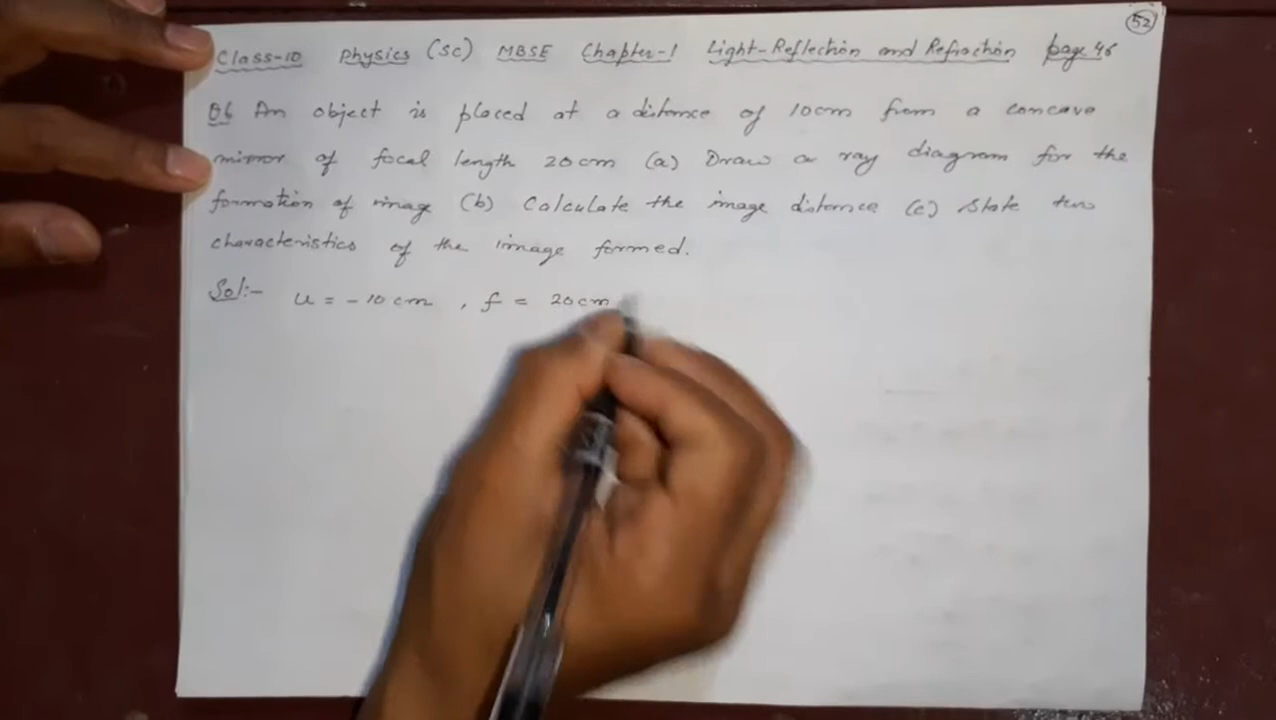 52
Class-10 Physics (SC) MBSE Chapter-1 Light-Reflection and Refraction page 46
Q6 An object is placed at a distance of 10cm from a concave
mirror of focal length 20cm (a) Draw a ray diagram for the
formation of image (b) Calculate the image distance (c) State two
characteristics of the image formed.
Sol:- u = -10cm , f = 20cm